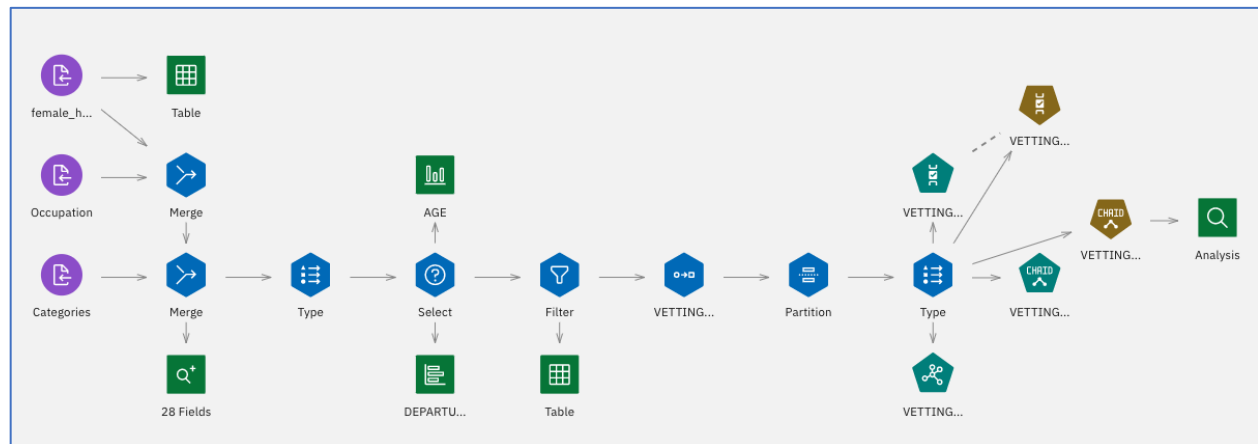 female_h...
Table
VETTING...
Occupation
Merge
AGE
VETTING...
CHAID
VETTING...
Analysis
Categories
Merge
Type
Select
Filter
VETTING...
Partition
Type
CHAID
VETTING...
28 Fields
DEPARTU...
Table
VETTING...